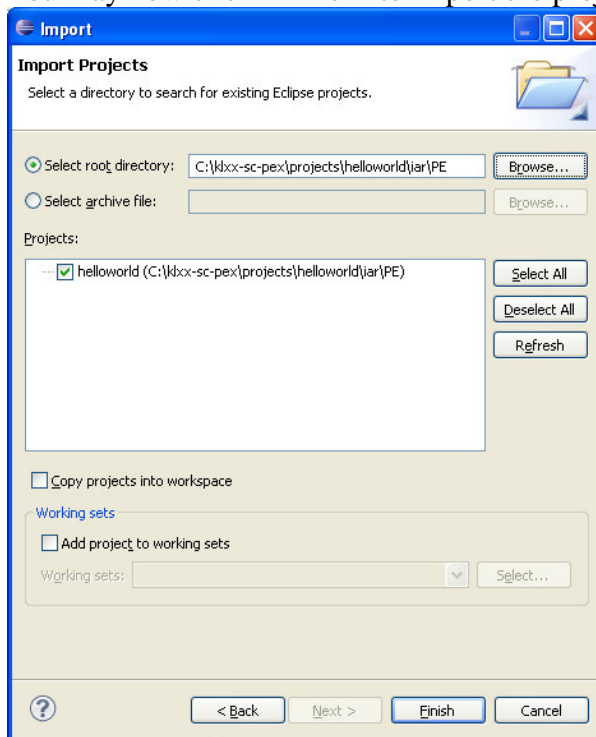 Import
Import Projects
Select a directory to search for existing Eclipse projects.
Select root directory: C:\klxx-sc-pex\projects\helloworld\iar\PE Browse...
Select archive file: Browse...
Projects:
helloworld (C:\klxx-sc-pex\projects\helloworld\iar\PE)
Select All
Deselect All
Refresh
Copy projects into workspace
Working sets
Add project to working sets
Working sets: Select...
? < Back Next > Finish Cancel